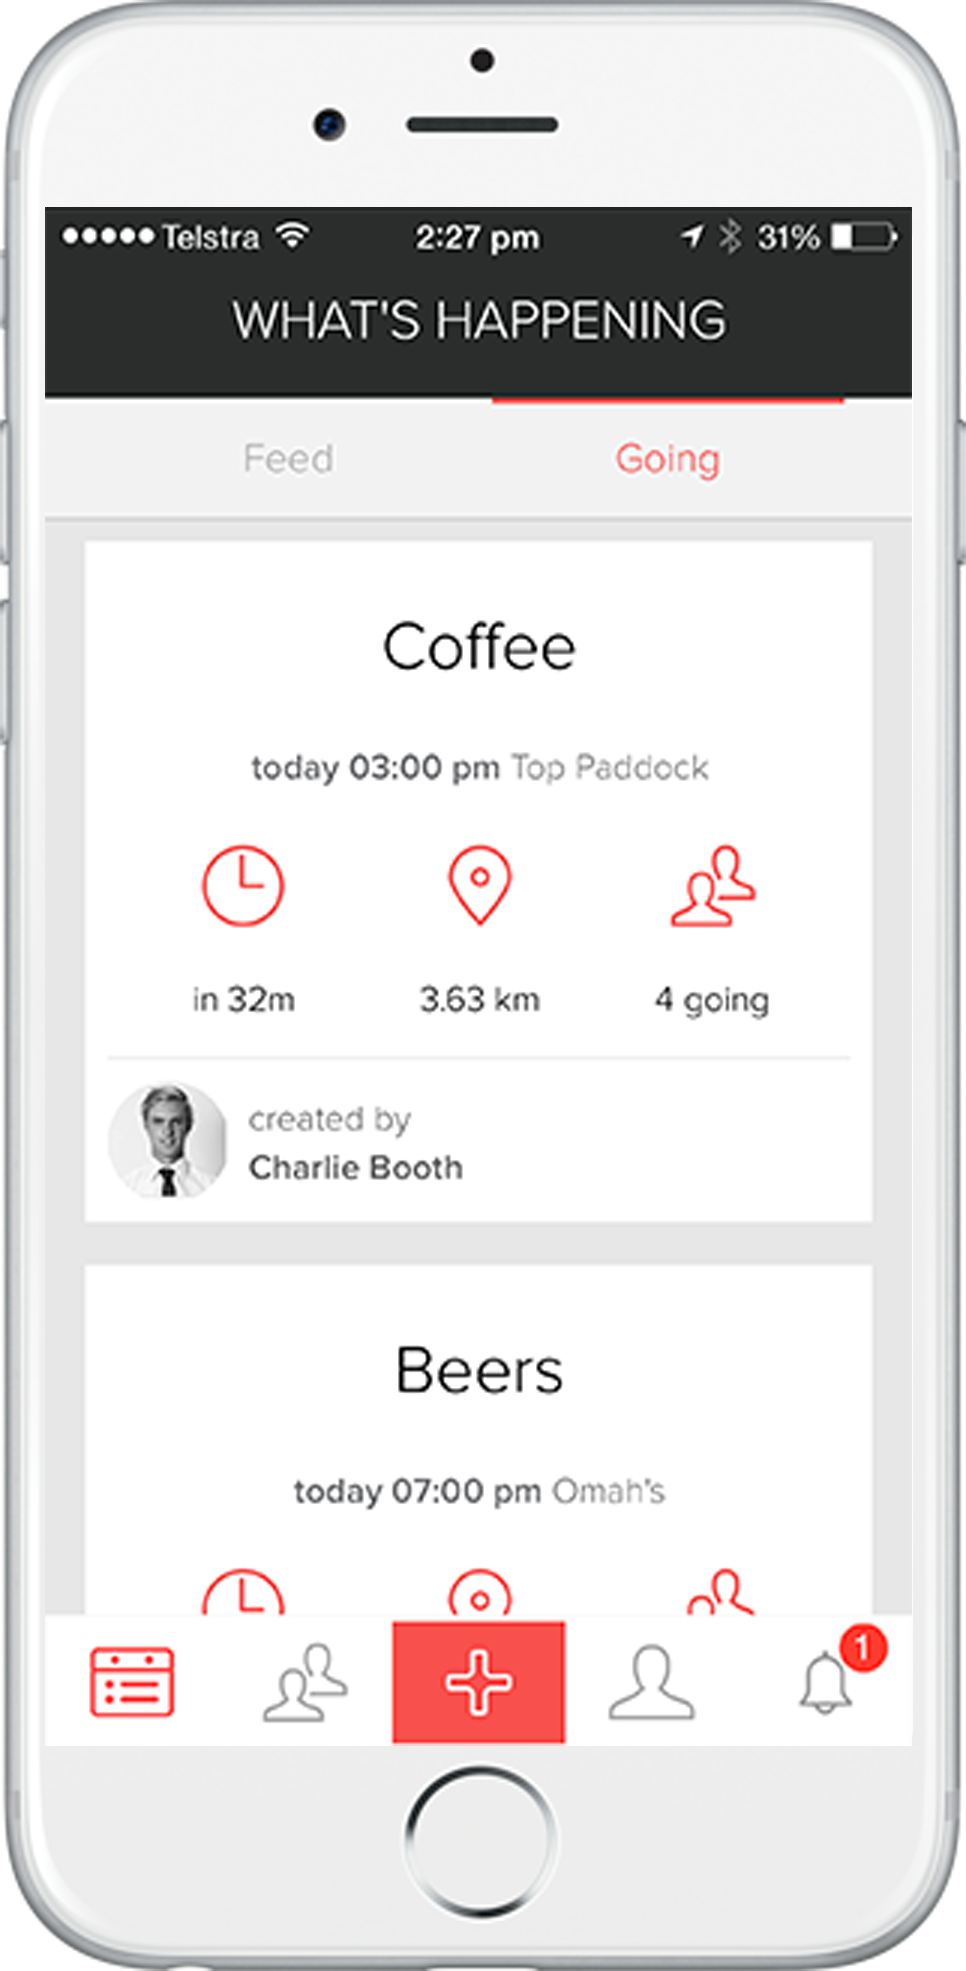 Telstra 2:27 pm 31%
WHAT'S HAPPENING
Feed Going
Coffee
today 03:00 pm Top Paddock
in 32m 3.63 km 4 going
created by
Charlie Booth
Beers
today 07:00 pm Omah's
1